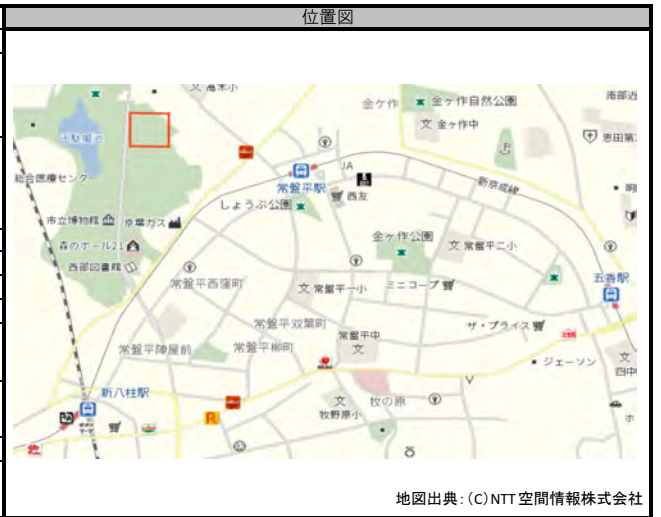 位置図
高木小
金ヶ作
金ヶ作自然公園
南部近
金ケ作中
恩田第二
千駄堀池
JA
総合医療センター
常盤平駅
西友
新京成線
明
しょうぶ公園
市立博物館
京葉ガス
金ケ作公園
常盤平二小
森のホール21
西部図書館
五香駅
常盤平西窪町
常盤平一小
ミニコープ
常盤平双葉町
ザ・プライス
常盤平陣屋前
常盤平柳町
常盤平中
ジェーソン
四中
新八柱駅
牧の原
牧野原小
ホ
地図出典：(C)NTT空間情報株式会社